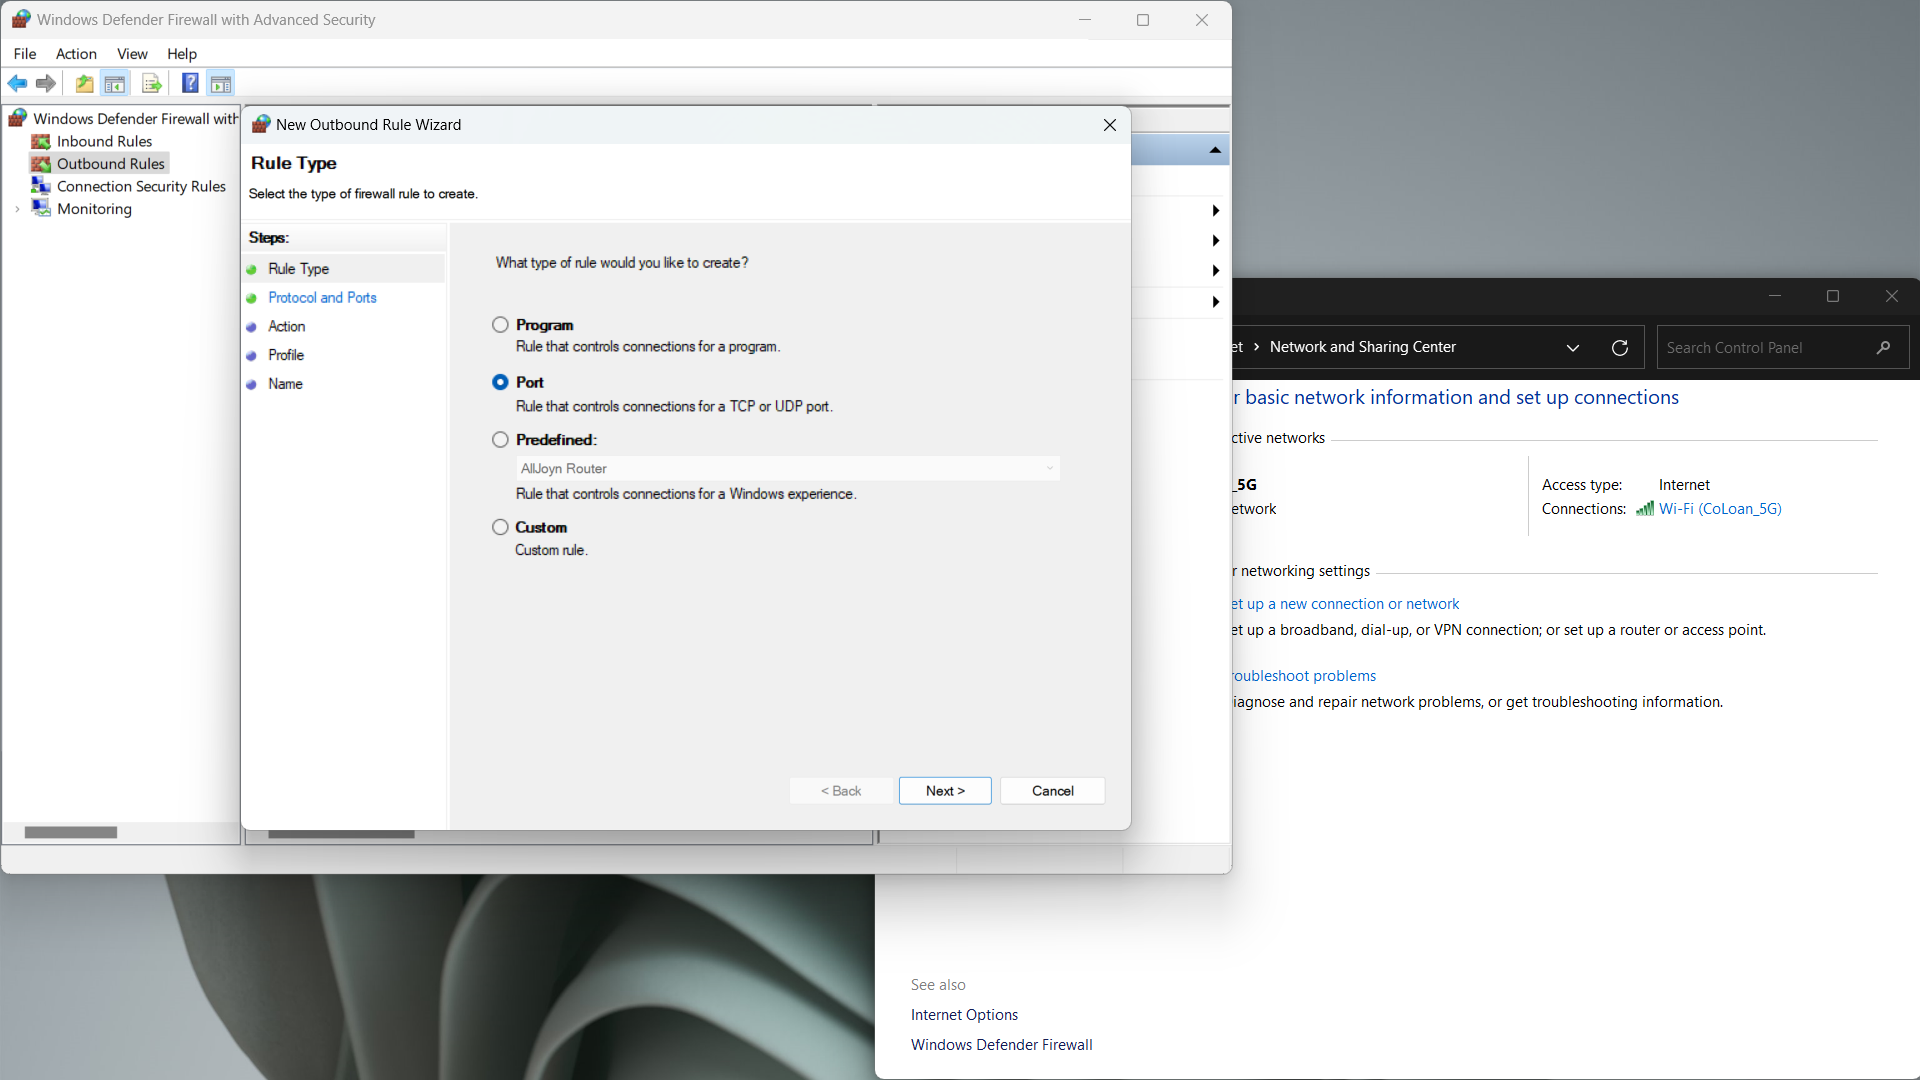 Windows Defender Firewall with Advanced Security
File Action View Help
Windows Defender Firewall with
Inbound Rules
Outbound Rules
Connection Security Rules
Monitoring
New Outbound Rule Wizard
Rule Type
Select the type of firewall rule to create.
Steps:
Rule Type
Protocol and Ports
Action
Profile
Name
What type of rule would you like to create?
Program
Rule that controls connections for a program.
Port
Rule that controls connections for a TCP or UDP port.
Predefined:
AllJoyn Router
Rule that controls connections for a Windows experience.
Custom
Custom rule.
< Back Next > Cancel
et > Network and Sharing Center
Search Control Panel
r basic network information and set up connections
ctive networks
_5G
etwork
Access type: Internet
Connections: Wi-Fi (CoLoan_5G)
r networking settings
et up a new connection or network
et up a broadband, dial-up, or VPN connection; or set up a router or access point.
roubleshoot problems
iagnose and repair network problems, or get troubleshooting information.
See also
Internet Options
Windows Defender Firewall